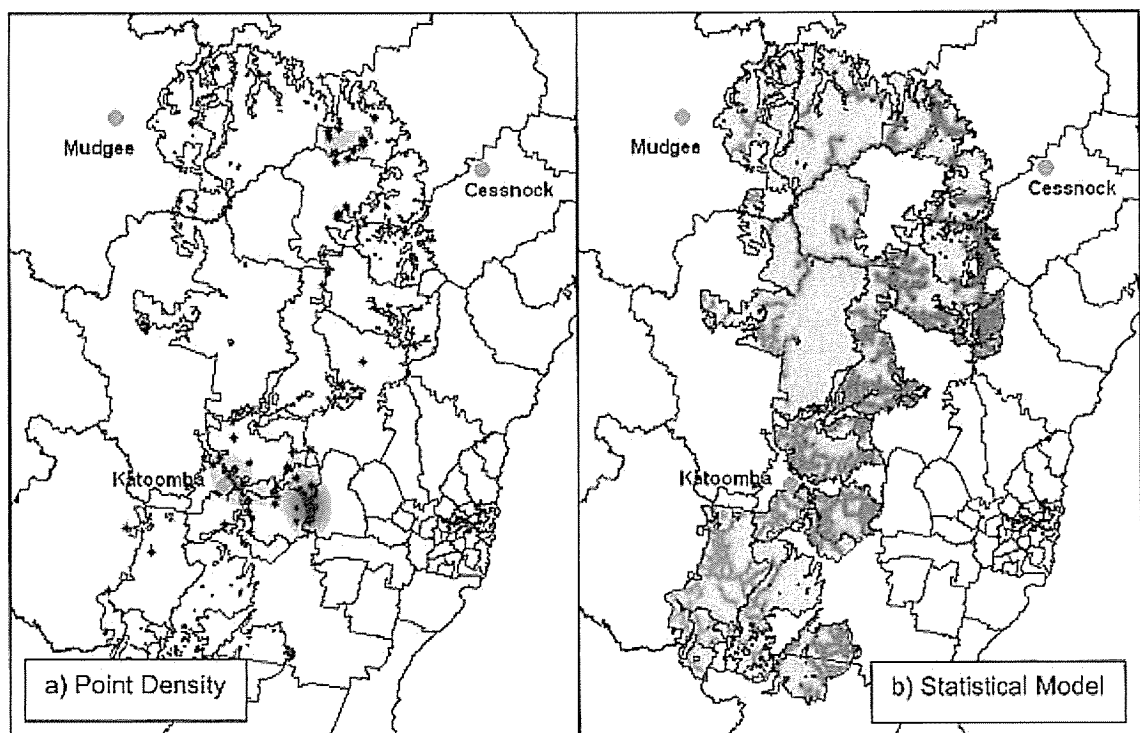 Mudgee
Cessnock
Katoomba
a) Point Density
Mudgee
Cessnock
Katoomba
b) Statistical Model